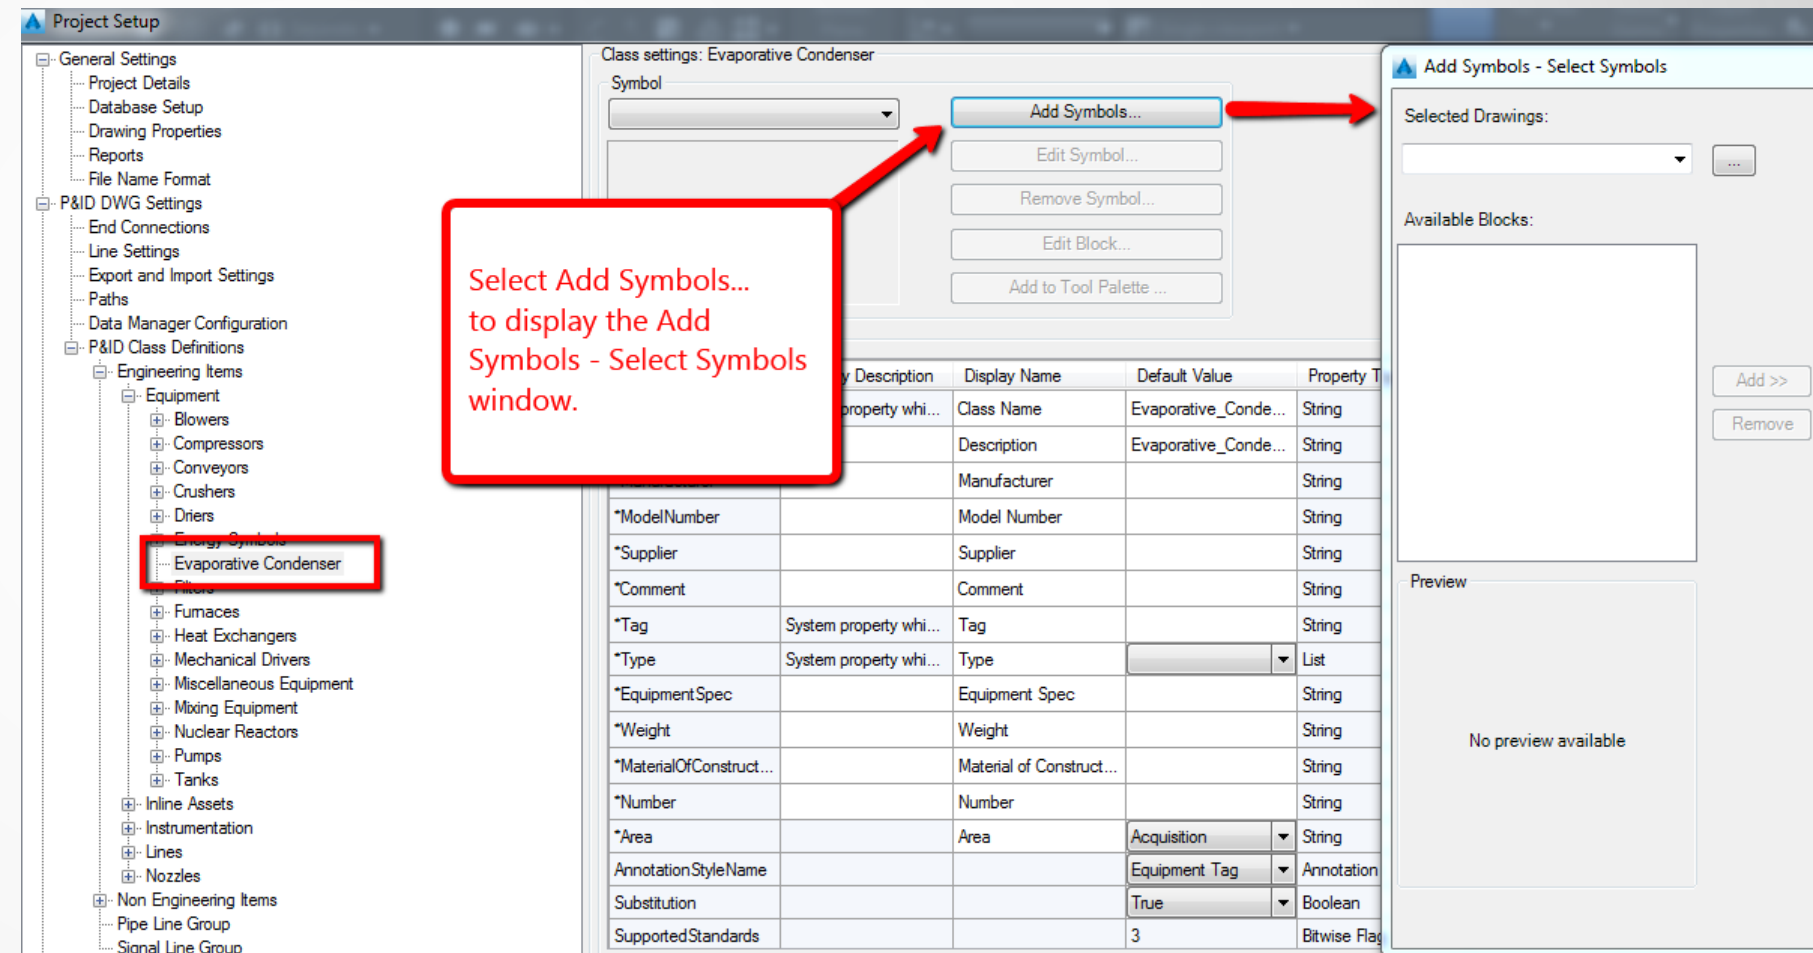 Project Setup
General Settings
Project Details
Database Setup
Drawing Properties
Reports
File Name Format
P&ID DWG Settings
End Connections
Line Settings
Export and Import Settings
Paths
Data Manager Configuration
P&ID Class Definitions
Engineering Items
Equipment
Blowers
Compressors
Conveyors
Crushers
Driers
Energy Symbols
Evaporative Condenser
Filters
Furnaces
Heat Exchangers
Mechanical Drivers
Miscellaneous Equipment
Mixing Equipment
Nuclear Reactors
Pumps
Tanks
Inline Assets
Instrumentation
Lines
Nozzles
Non Engineering Items
Pipe Line Group
Signal Line Group
Class settings: Evaporative Condenser
Symbol
Add Symbols...
Edit Symbol...
Remove Symbol...
Edit Block...
Add to Tool Palette ...
Select Add Symbols...
to display the Add
Symbols - Select Symbols
window.
y Description Display Name Default Value Property T
property whi... Class Name Evaporative_Conde... String
Description Evaporative_Conde... String
*Manufacturer Manufacturer String
*ModelNumber Model Number String
*Supplier Supplier String
*Comment Comment String
*Tag System property whi... Tag String
*Type System property whi... Type List
*EquipmentSpec Equipment Spec String
*Weight Weight String
*MaterialOfConstruct... Material of Construct... String
*Number Number String
*Area Area Acquisition String
AnnotationStyleName Equipment Tag Annotation
Substitution True Boolean
SupportedStandards 3 Bitwise Flag
Add Symbols - Select Symbols
Selected Drawings:
...
Available Blocks:
Add >>
Remove
Preview
No preview available